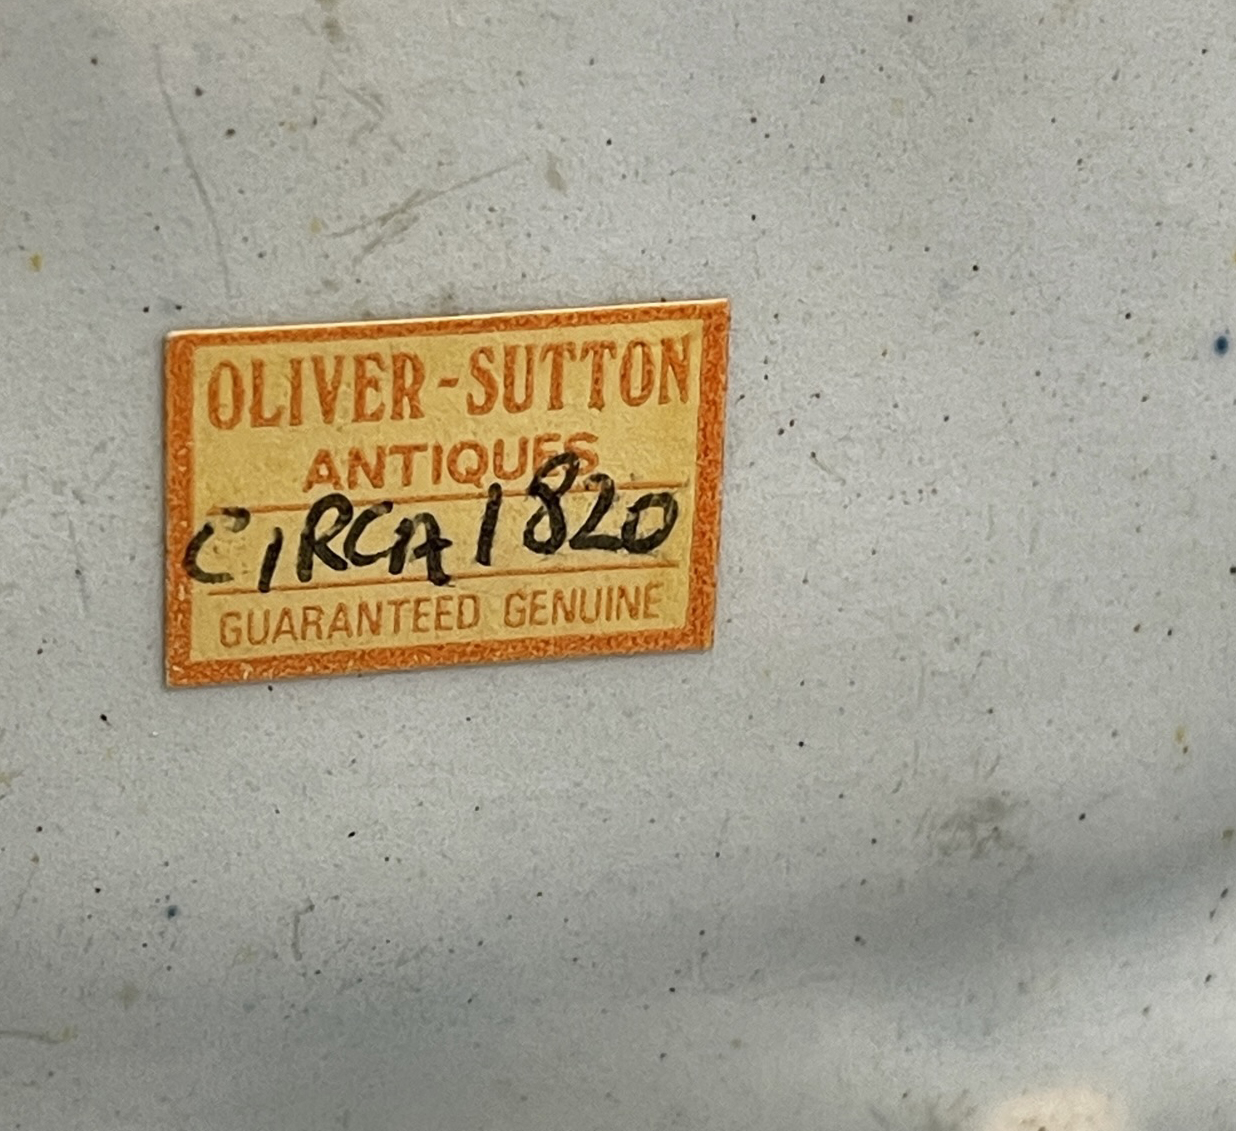 OLIVER-SUTTON
ANTIQUES
CIRCA 1820
GUARANTEED GENUINE